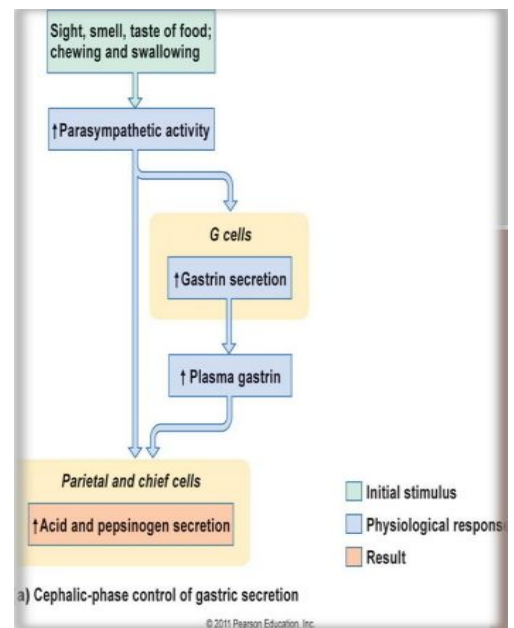 Sight, smell, taste of food;
chewing and swallowing
↑Parasympathetic activity
G cells
↑Gastrin secretion
↑ Plasma gastrin
Parietal and chief cells
↑Acid and pepsinogen secretion
Initial stimulus
Physiological response
Result
a) Cephalic-phase control of gastric secretion
© 2011 Pearson Education, Inc.